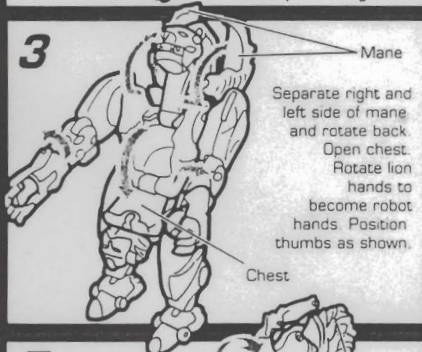 3
Mane
Separate right and
left side of mane
and rotate back.
Open chest.
Rotate lion
hands to
become robot
hands. Position
thumbs as shown.
Chest